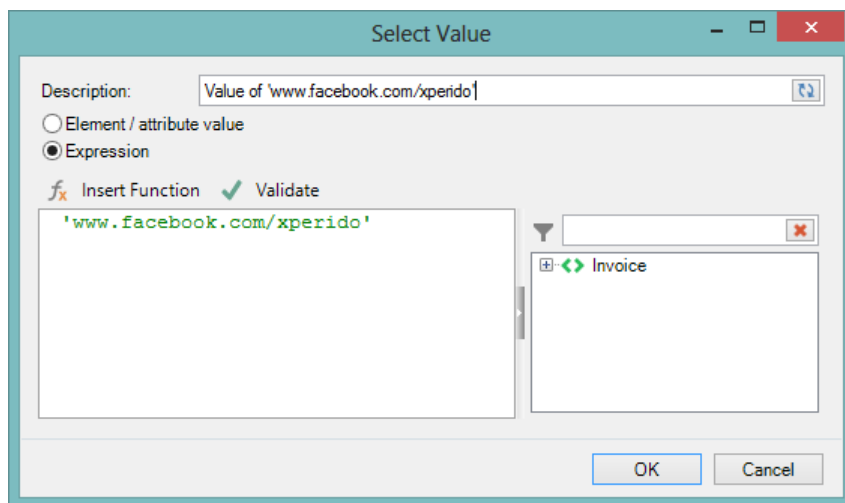 Select Value
Description: Value of 'www.facebook.com/xperido'
Element / attribute value
Expression
fx Insert Function Validate
'www.facebook.com/xperido'
Invoice
OK Cancel